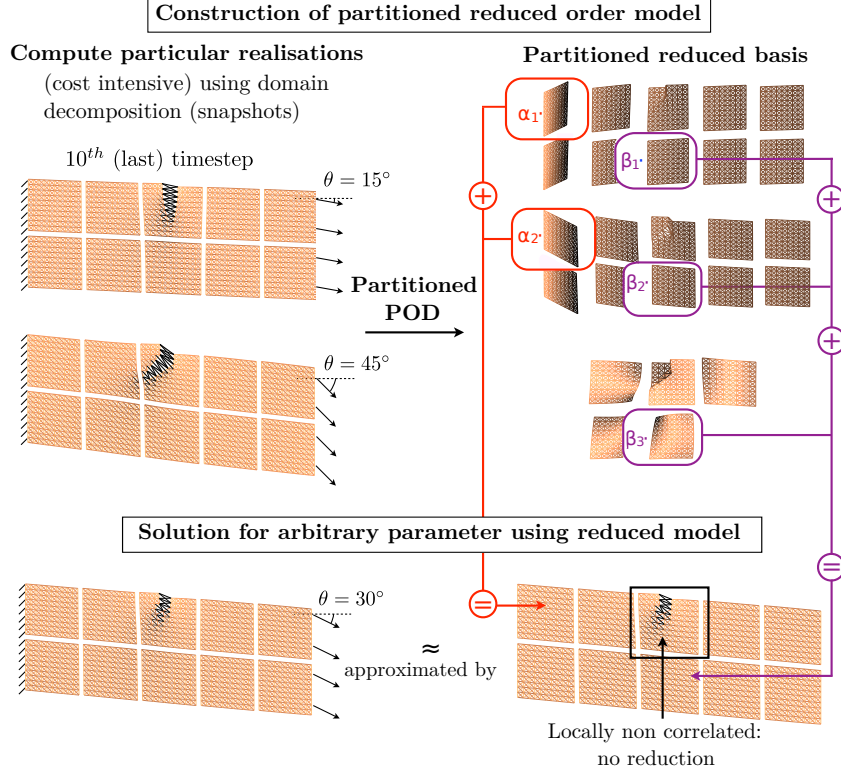 Construction of partitioned reduced order model
Compute particular realisations
(cost intensive) using domain
decomposition (snapshots)
10th (last) timestep
θ = 15°
θ = 45°
Partitioned
POD
Partitioned reduced basis
α1·
+
α2·
β1·
+
β2·
+
β3·
Solution for arbitrary parameter using reduced model
θ = 30°
≈
approximated by
=
=
Locally non correlated:
no reduction